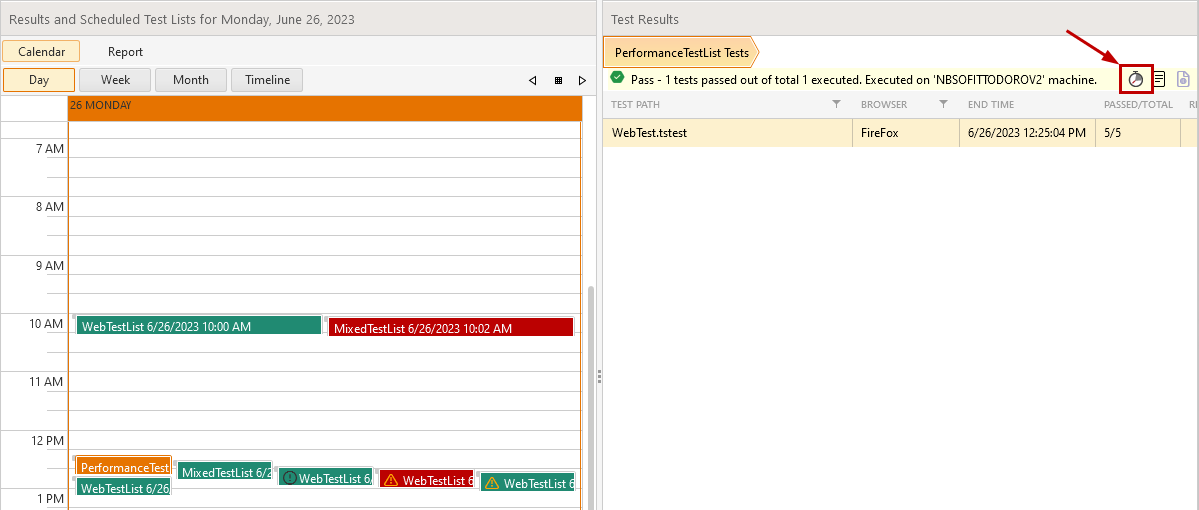 Results and Scheduled Test Lists for Monday, June 26, 2023
Calendar
Report
Day
Week
Month
Timeline
26 MONDAY
7 AM
8 AM
9 AM
10 AM
WebTestList 6/26/2023 10:00 AM
MixedTestList 6/26/2023 10:02 AM
11 AM
12 PM
PerformanceTest
MixedTestList 6/2
WebTestList 6/
WebTestList 6
WebTestList 6
WebTestList 6/26
1 PM
Test Results
PerformanceTestList Tests
Pass - 1 tests passed out of total 1 executed. Executed on 'NBSOFITTODOROV2' machine.
TEST PATH
BROWSER
END TIME
PASSED/TOTAL
WebTest.tstest
FireFox
6/26/2023 12:25:04 PM
5/5